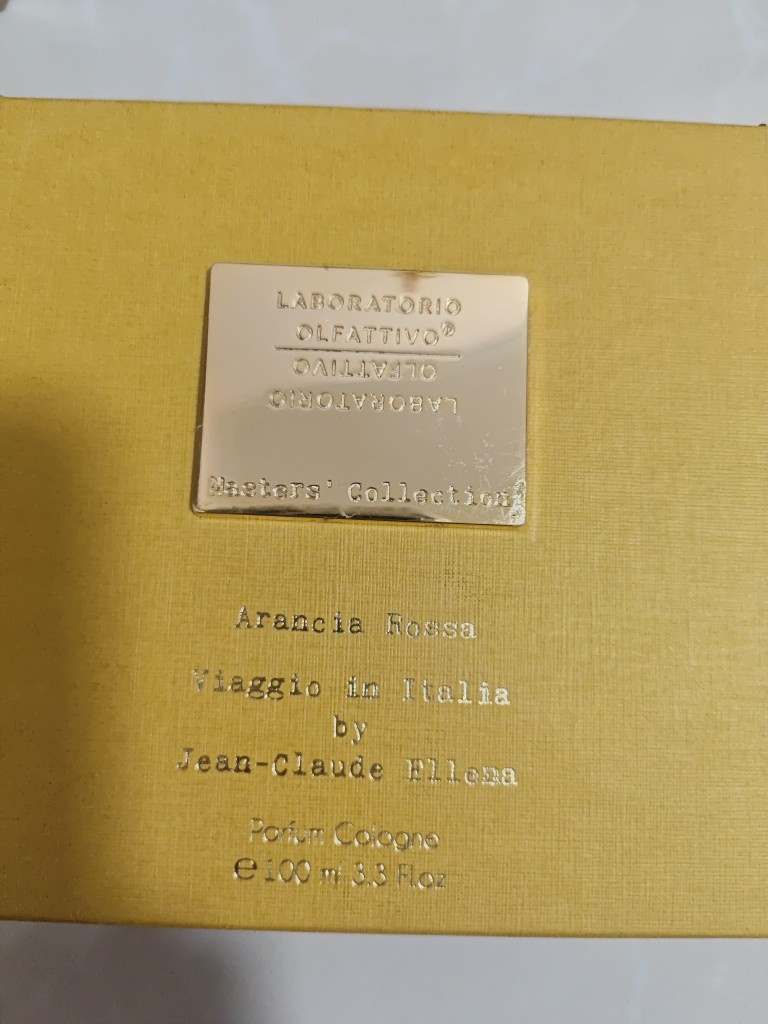 LABORATORIO
OLFATTIVO®
OLFATTIVO
LABORATORIO
Masters' Collection
Arancia Rossa
Viaggio in Italia
by
Jean-Claude Ellena
Parfum Cologne
℮ 100 ml 3.3 Fl.oz